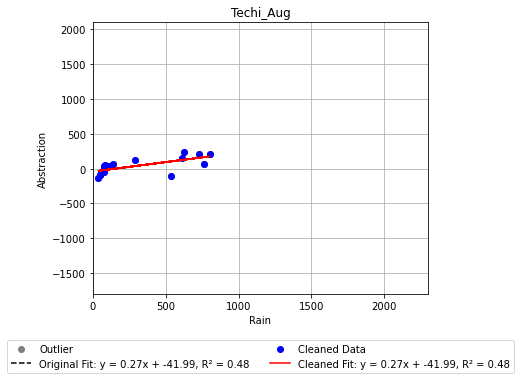 Techi_Aug
2000
1500
1000
500
0
−500
−1000
−1500
Abstraction
0 500 1000 1500 2000
Rain
Outlier Cleaned Data
Original Fit: y = 0.27x + -41.99, R² = 0.48 Cleaned Fit: y = 0.27x + -41.99, R² = 0.48